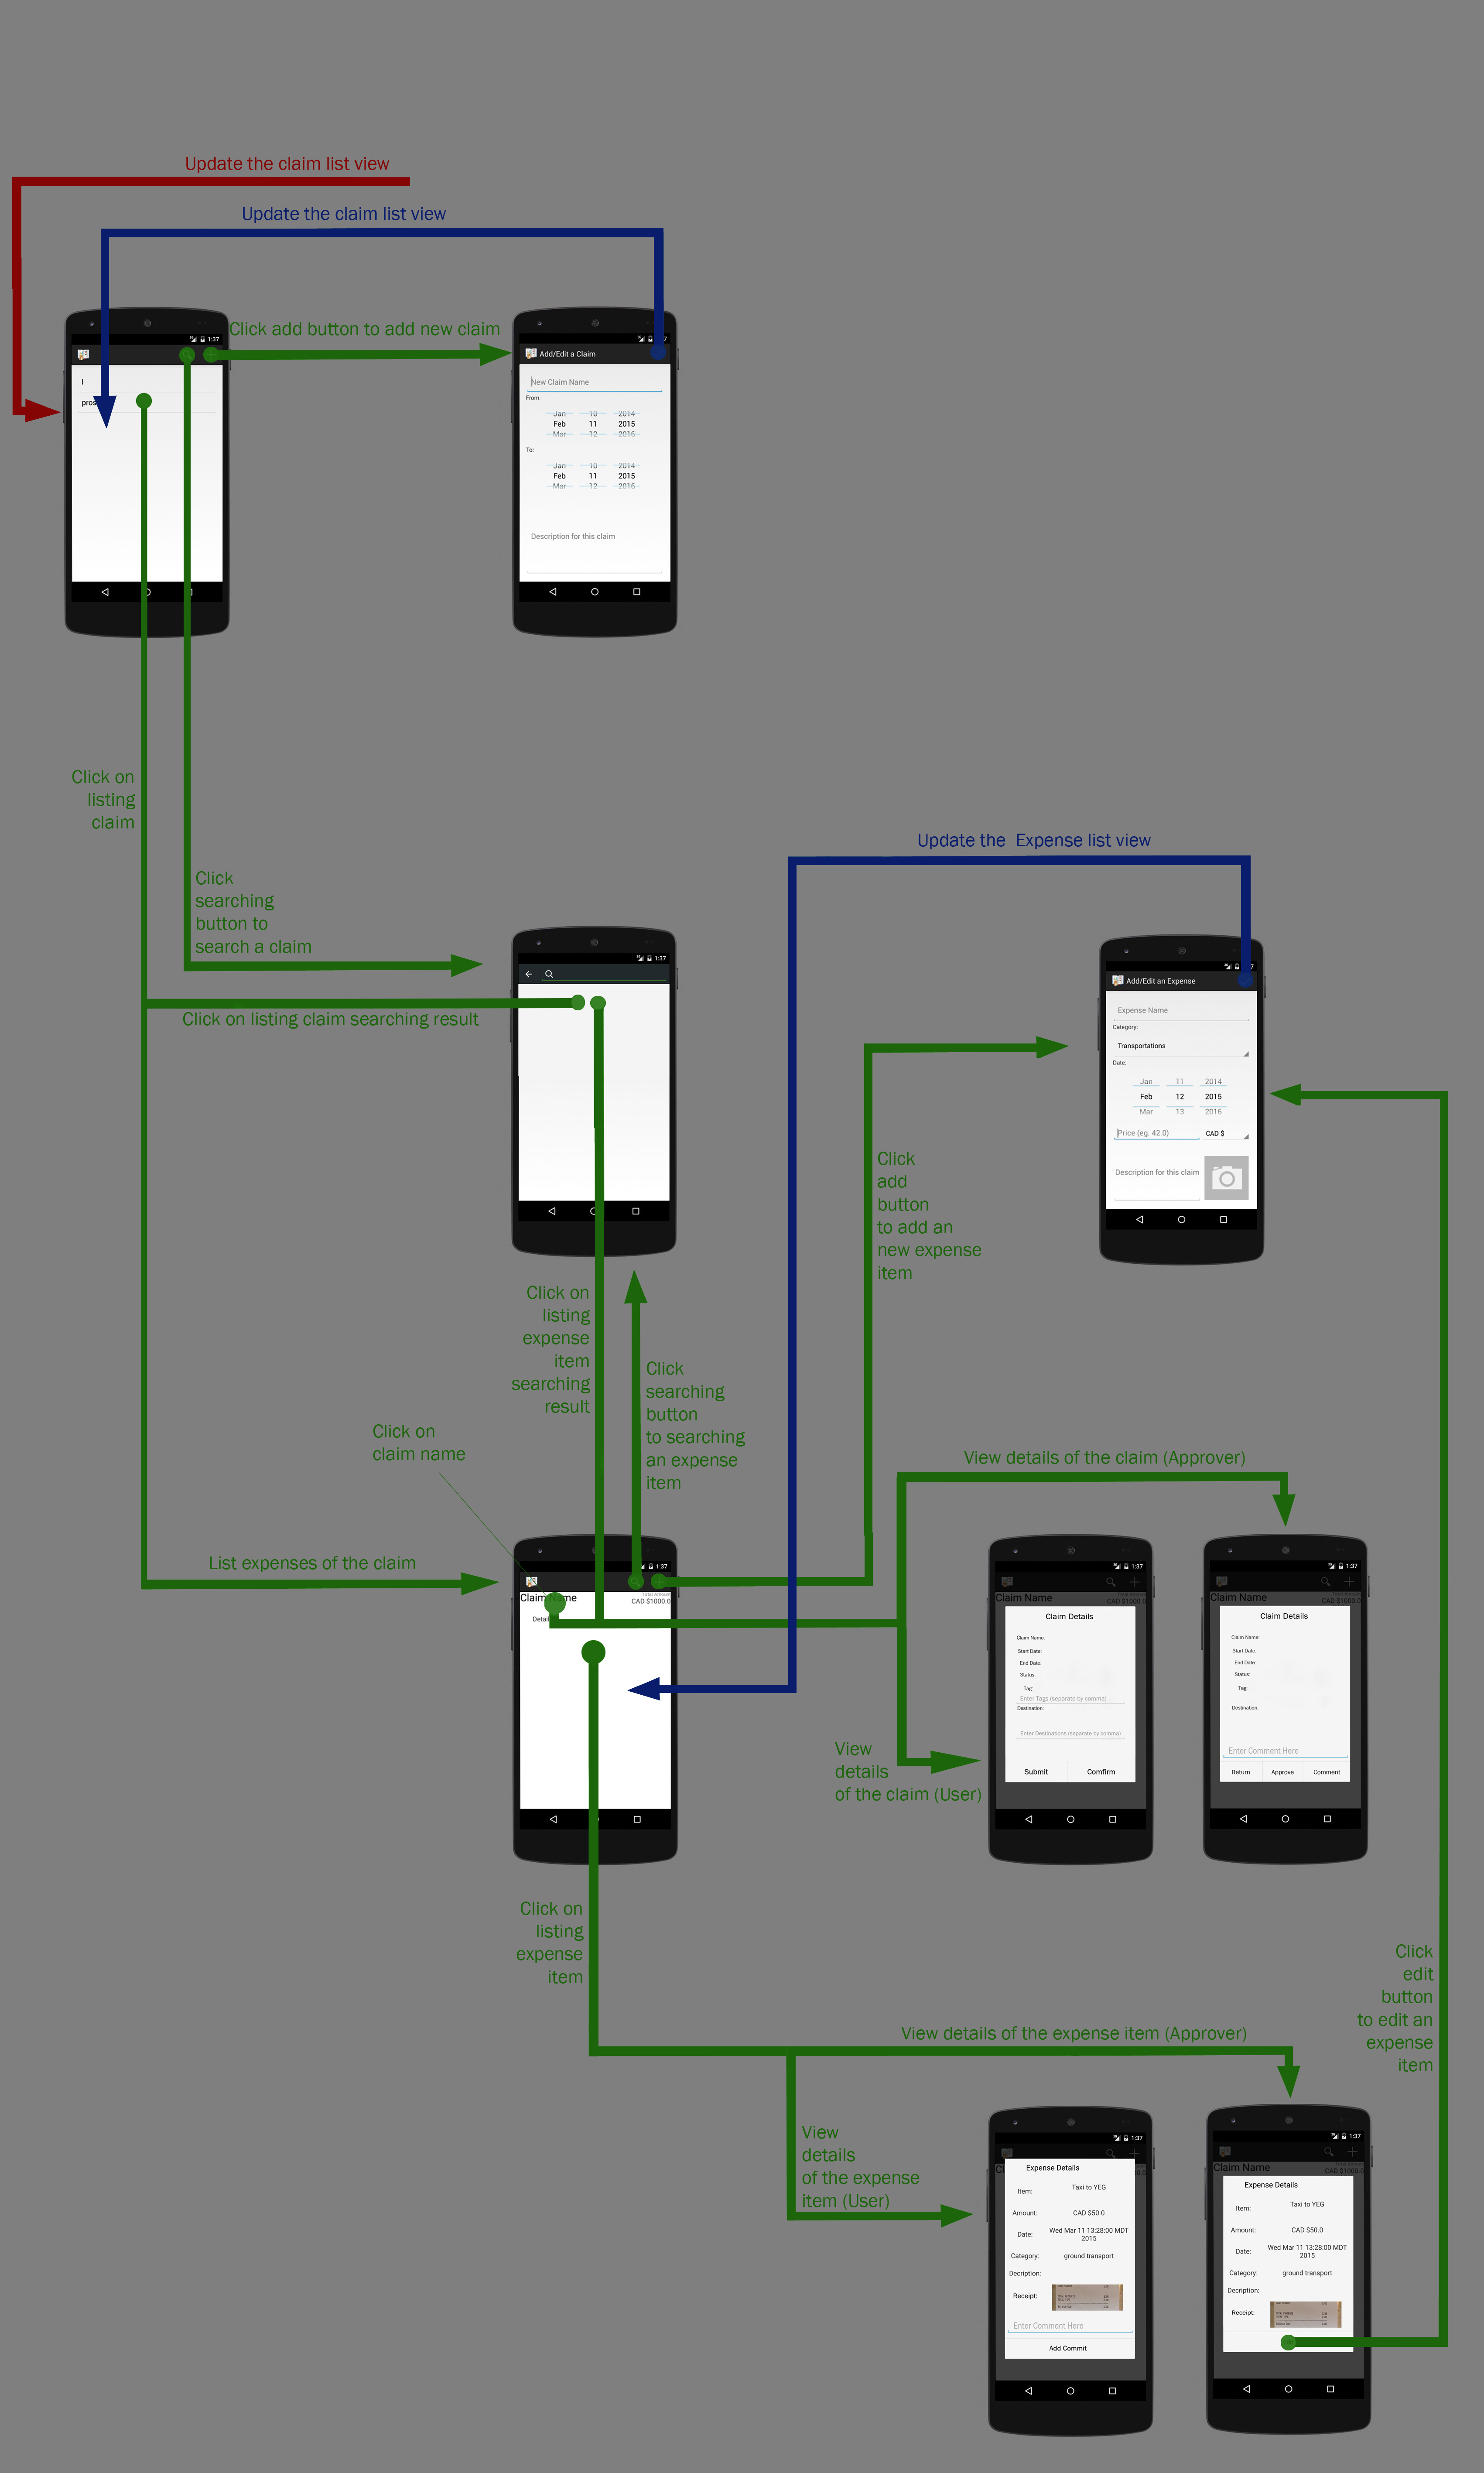 Update the claim list view
Update the claim list view
Click add button to add new claim
1:37
I
pros
Add/Edit a Claim
New Claim Name
From:
Jan 10 2014
Feb 11 2015
Mar 12 2016
To:
Jan 10 2014
Feb 11 2015
Mar 12 2016
Description for this claim
Click on
listing
claim
Click
searching
button to
search a claim
Click on listing claim searching result
1:37
Update the Expense list view
Add/Edit an Expense
Expense Name
Category:
Transportations
Date:
Jan 11 2014
Feb 12 2015
Mar 13 2016
Price (eg. 42.0) CAD $
Description for this claim
Click
add
button
to add an
new expense
item
Click on
listing
expense
item
searching
result
Click
searching
button
to searching
an expense
item
Click on
claim name
List expenses of the claim
1:37
Claim Name
Total Amount
CAD $1000.0
Detail
View details of the claim (Approver)
View
details
of the claim (User)
1:37
CAD $1000.0
Claim Details
Claim Name:
Start Date:
End Date:
Status:
Tag:
Enter Tags (separate by comma)
Destination:
Enter Destinations (separate by comma)
Submit Comfirm
1:37
Claim Name
CAD $1000.0
Claim Details
Claim Name:
Start Date:
End Date:
Status:
Tag:
Destination:
Enter Comment Here
Return Approve Comment
Click on
listing
expense
item
View details of the expense item (Approver)
View
details
of the expense
item (User)
Click
edit
button
to edit an
expense
item
1:37
Expense Details
Item: Taxi to YEG
Amount: CAD $50.0
Date: Wed Mar 11 13:28:00 MDT
2015
Category: ground transport
Decription:
Receipt:
Enter Comment Here
Add Commit
1:37
Claim Name
CAD $1000.0
Expense Details
Item: Taxi to YEG
Amount: CAD $50.0
Date: Wed Mar 11 13:28:00 MDT
2015
Category: ground transport
Decription:
Receipt: